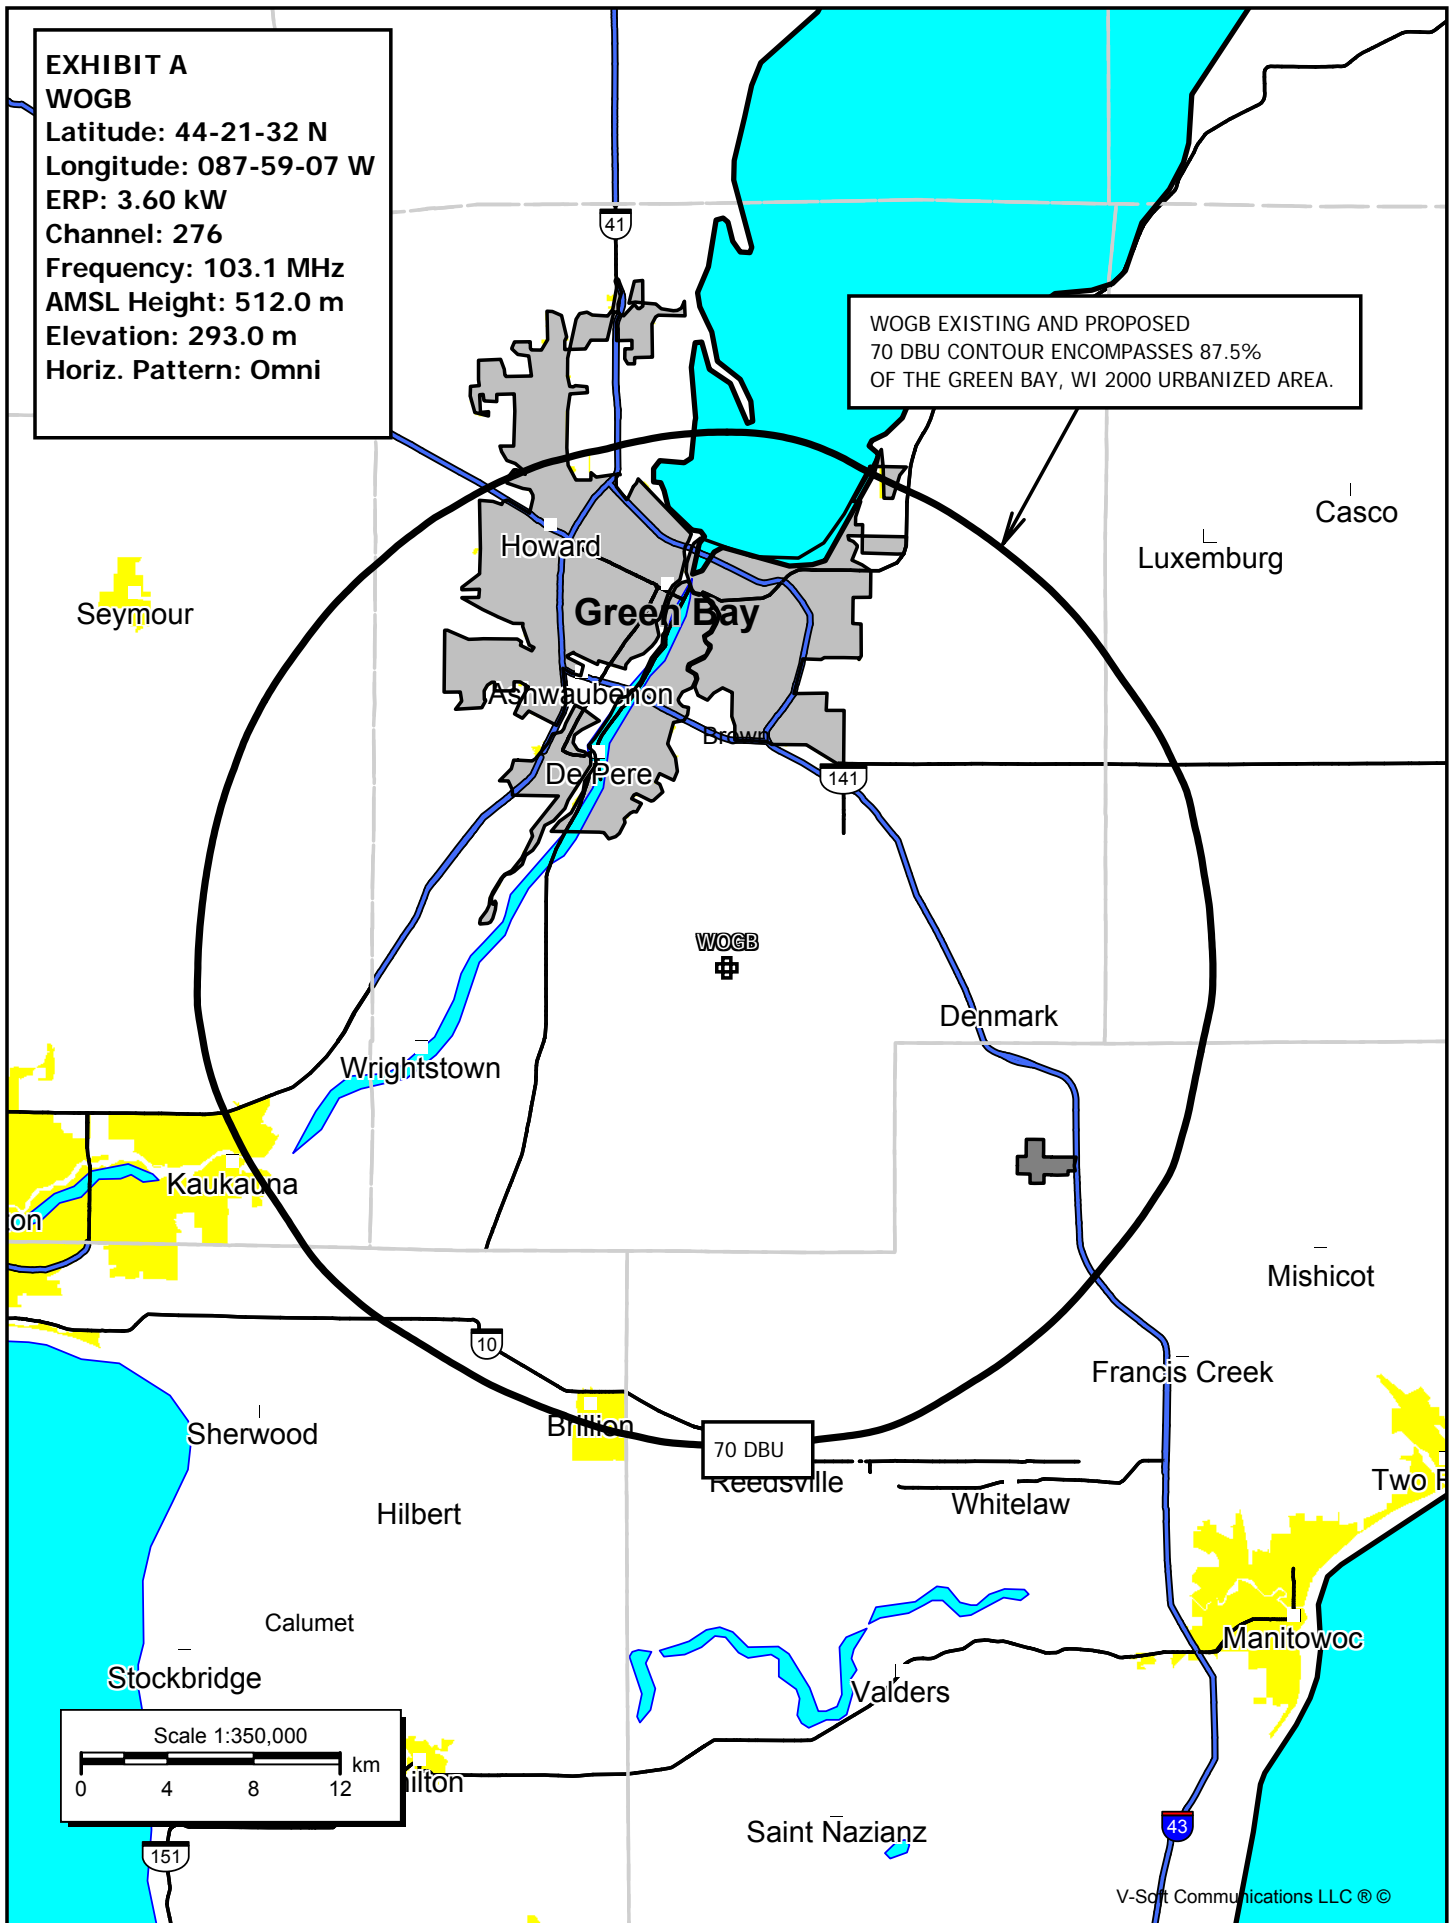 EXHIBIT A
WOGB
Latitude: 44-21-32 N
Longitude: 087-59-07 W
ERP: 3.60 kW
Channel: 276
Frequency: 103.1 MHz
AMSL Height: 512.0 m
Elevation: 293.0 m
Horiz. Pattern: Omni
41
WOGB EXISTING AND PROPOSED
70 DBU CONTOUR ENCOMPASSES 87.5%
OF THE GREEN BAY, WI 2000 URBANIZED AREA.
Casco
Luxemburg
Howard
Seymour
Green Bay
Ashwaubenon
Brown
De Pere
141
WOGB
Denmark
Wrightstown
Kaukauna
on
Mishicot
10
Francis Creek
Sherwood
Brillion
70 DBU
Reedsville
Two
Whitelaw
Hilbert
Calumet
Manitowoc
Stockbridge
Valders
Scale 1:350,000
km
0 4 8 12
ilton
Saint Nazianz
43
151
V-Soft Communications LLC ® ©